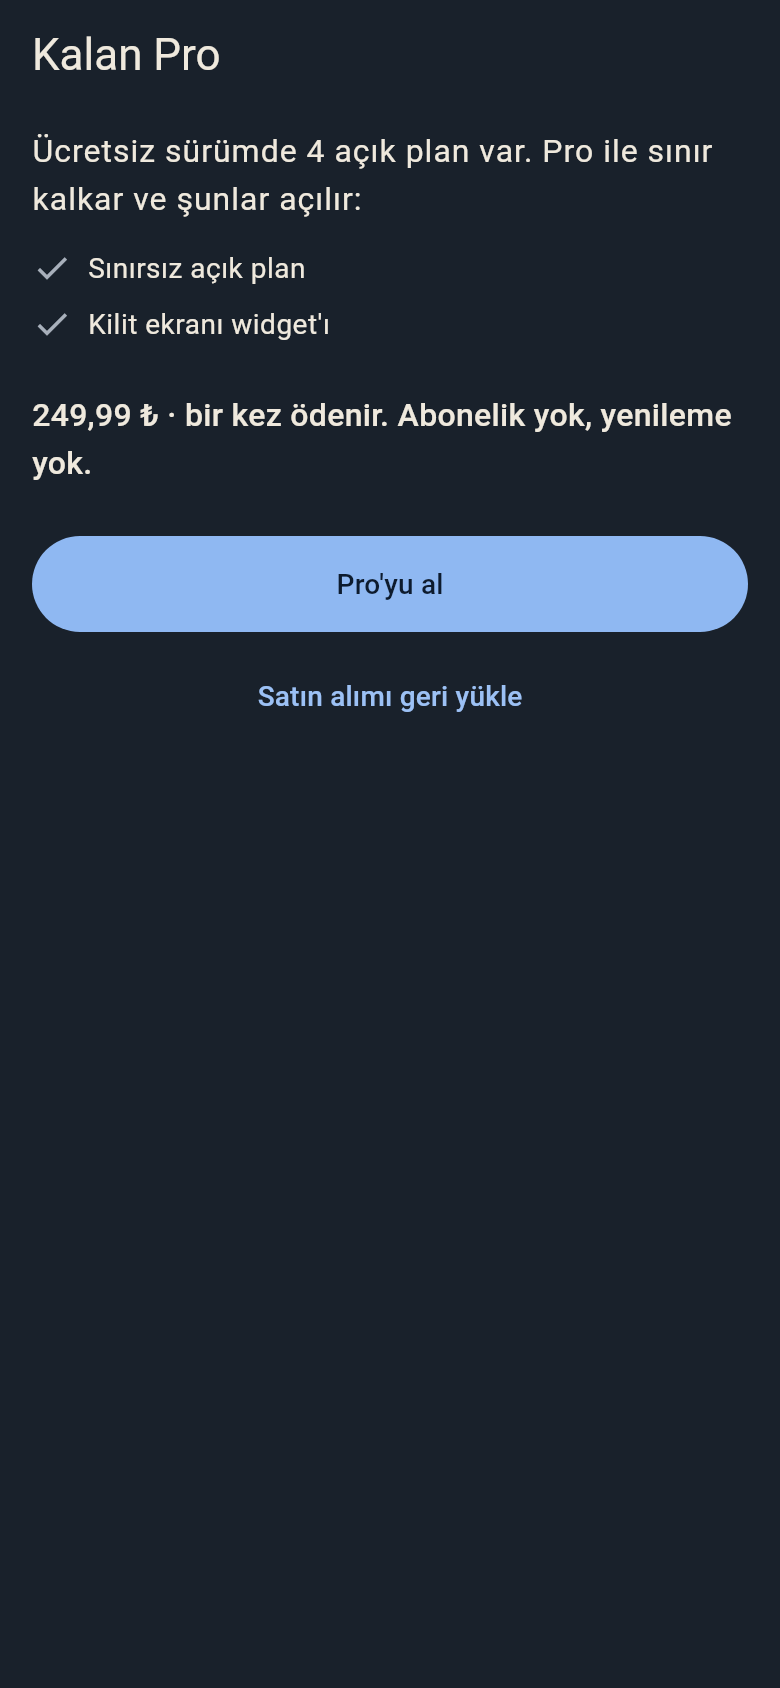 Kalan Pro
Ücretsiz sürümde 4 açık plan var. Pro ile sınır
kalkar ve şunlar açılır:
Sınırsız açık plan
Kilit ekranı widget'ı
249,99 ₺ · bir kez ödenir. Abonelik yok, yenileme
yok.
Pro'yu al
Satın alımı geri yükle